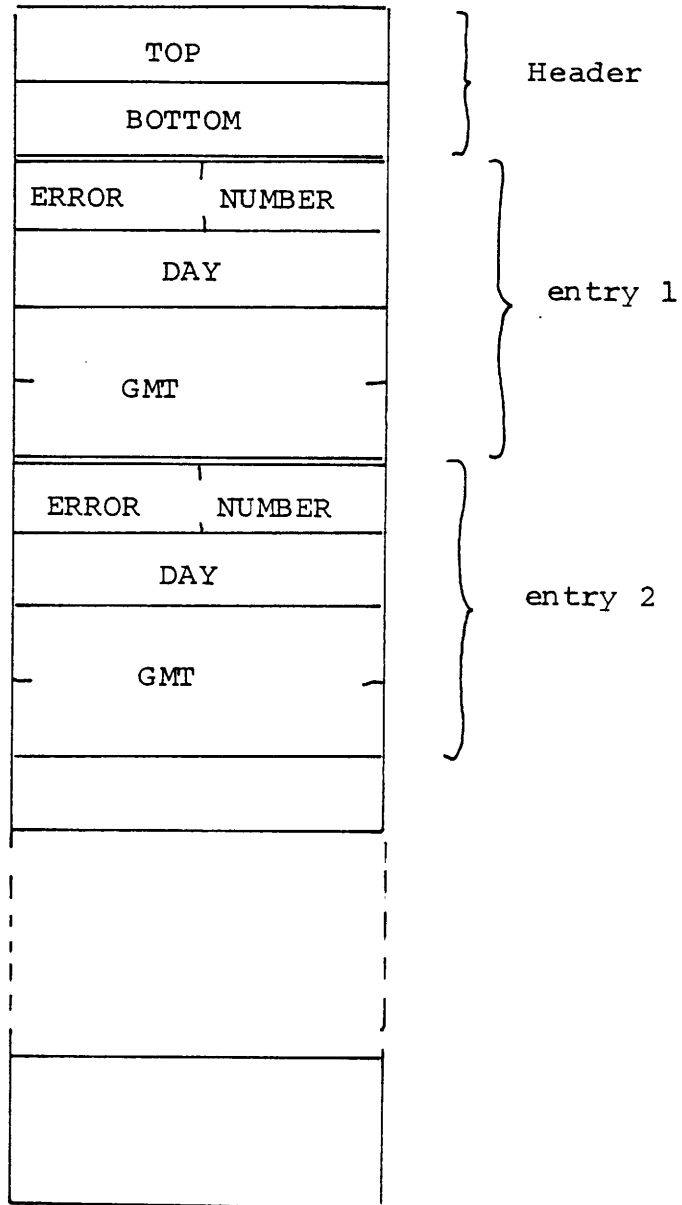 TOP
Header
BOTTOM
ERROR NUMBER
DAY
entry 1
GMT
ERROR NUMBER
DAY
entry 2
GMT